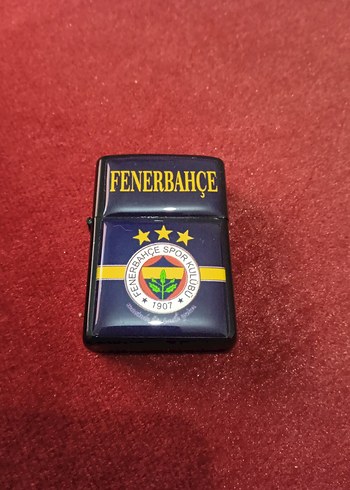 FENERBAHÇE
FENERBAHÇE SPOR KULÜBÜ
★ 1907 ★